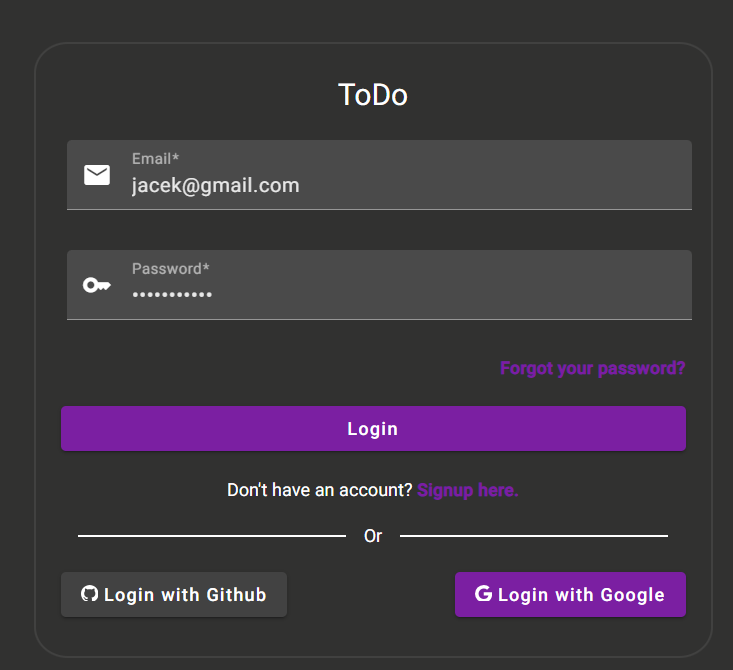 ToDo
Email*
jacek@gmail.com
Password*
•••••••••••
Forgot your password?
Login
Don't have an account? Signup here.
Or
Login with Github
Login with Google